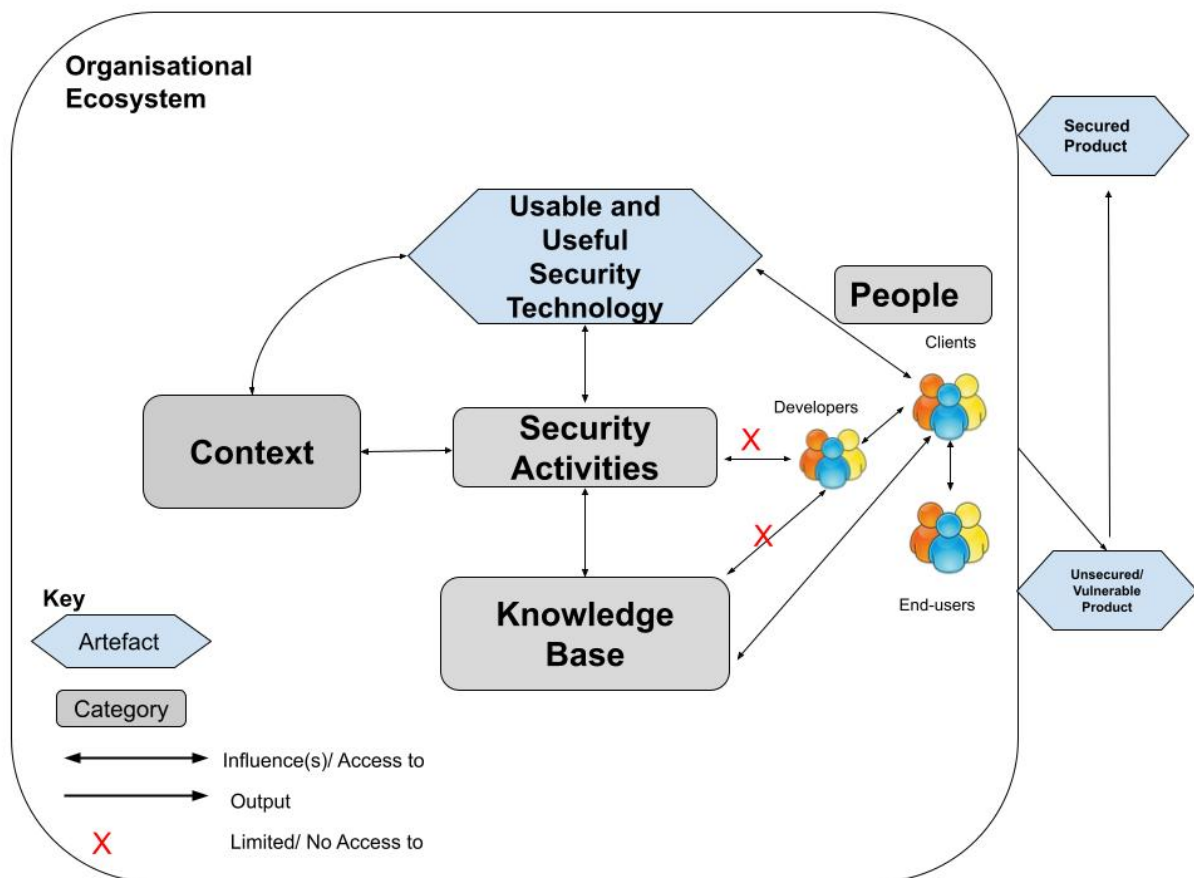 Organisational
Ecosystem
Secured
Product
Usable and
Useful
Security
Technology
People
Clients
Developers
Context
Security
Activities
X
X
Knowledge
Base
End-users
Unsecured/
Vulnerable
Product
Key
Artefact
Category
Influence(s)/ Access to
Output
X
Limited/ No Access to